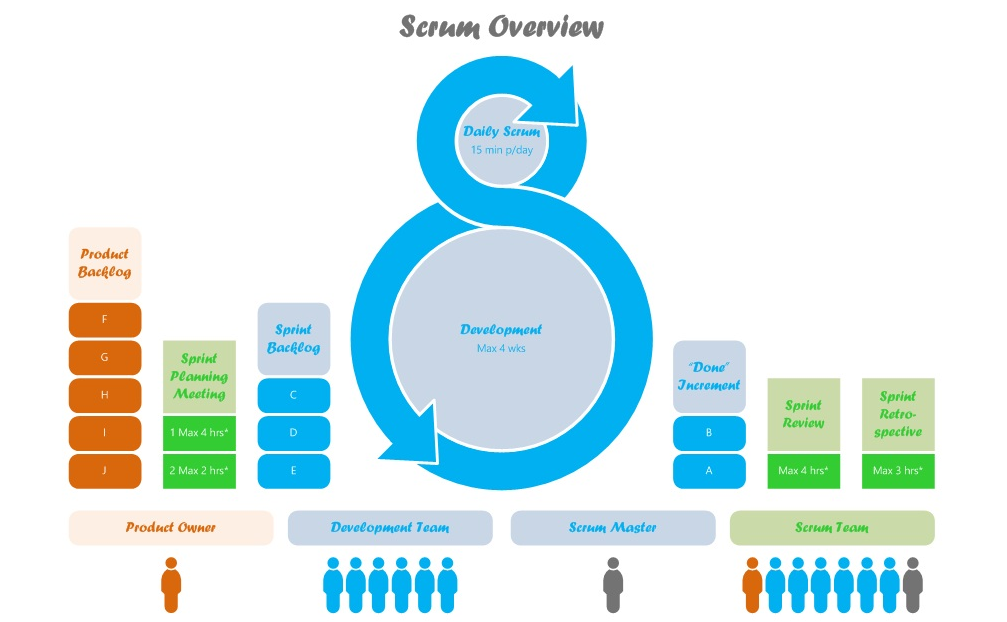 Scrum Overview
Daily Scrum
15 min p/day
Development
Max 4 wks
Product
Backlog
F
G
H
I
J
Sprint
Planning
Meeting
1 Max 4 hrs*
2 Max 2 hrs*
Sprint
Backlog
C
D
E
"Done"
Increment
B
A
Sprint
Review
Max 4 hrs*
Sprint
Retro-
spective
Max 3 hrs*
Product Owner
Development Team
Scrum Master
Scrum Team